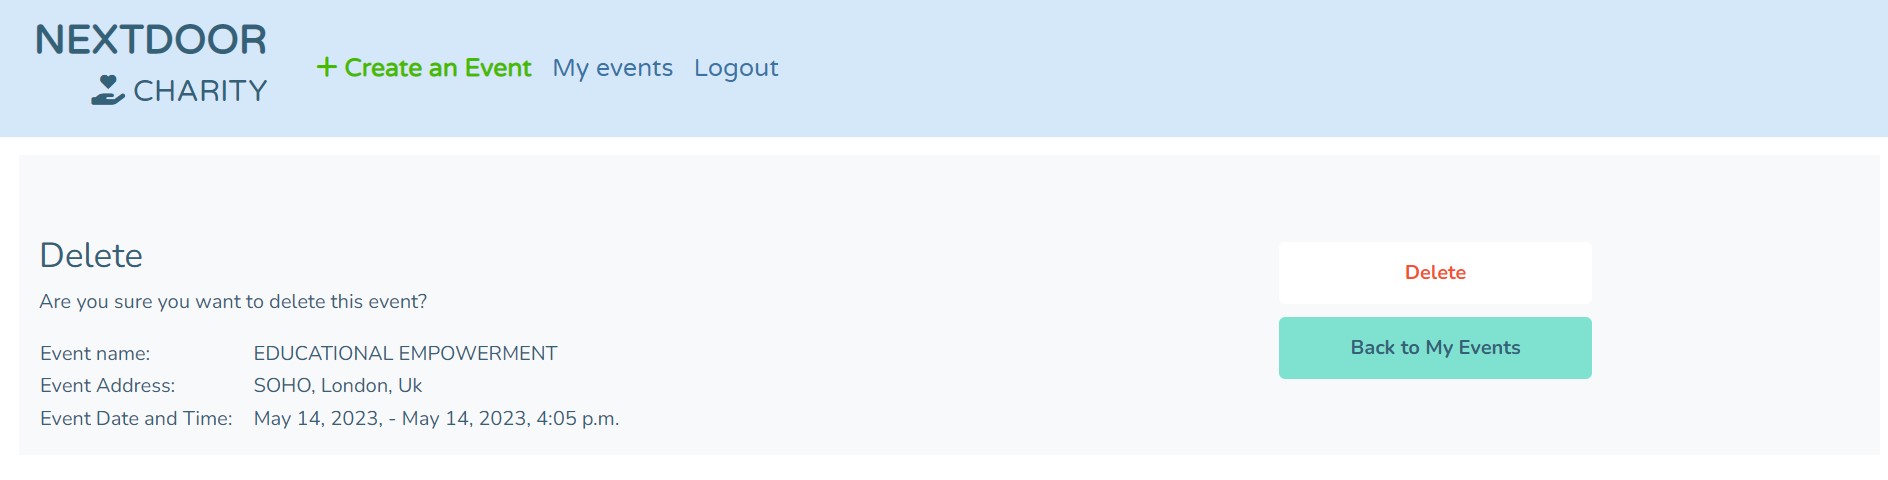 NEXTDOOR
CHARITY
+ Create an Event My events Logout
Delete
Are you sure you want to delete this event?
Event name: EDUCATIONAL EMPOWERMENT
Event Address: SOHO, London, Uk
Event Date and Time: May 14, 2023, - May 14, 2023, 4:05 p.m.
Delete
Back to My Events